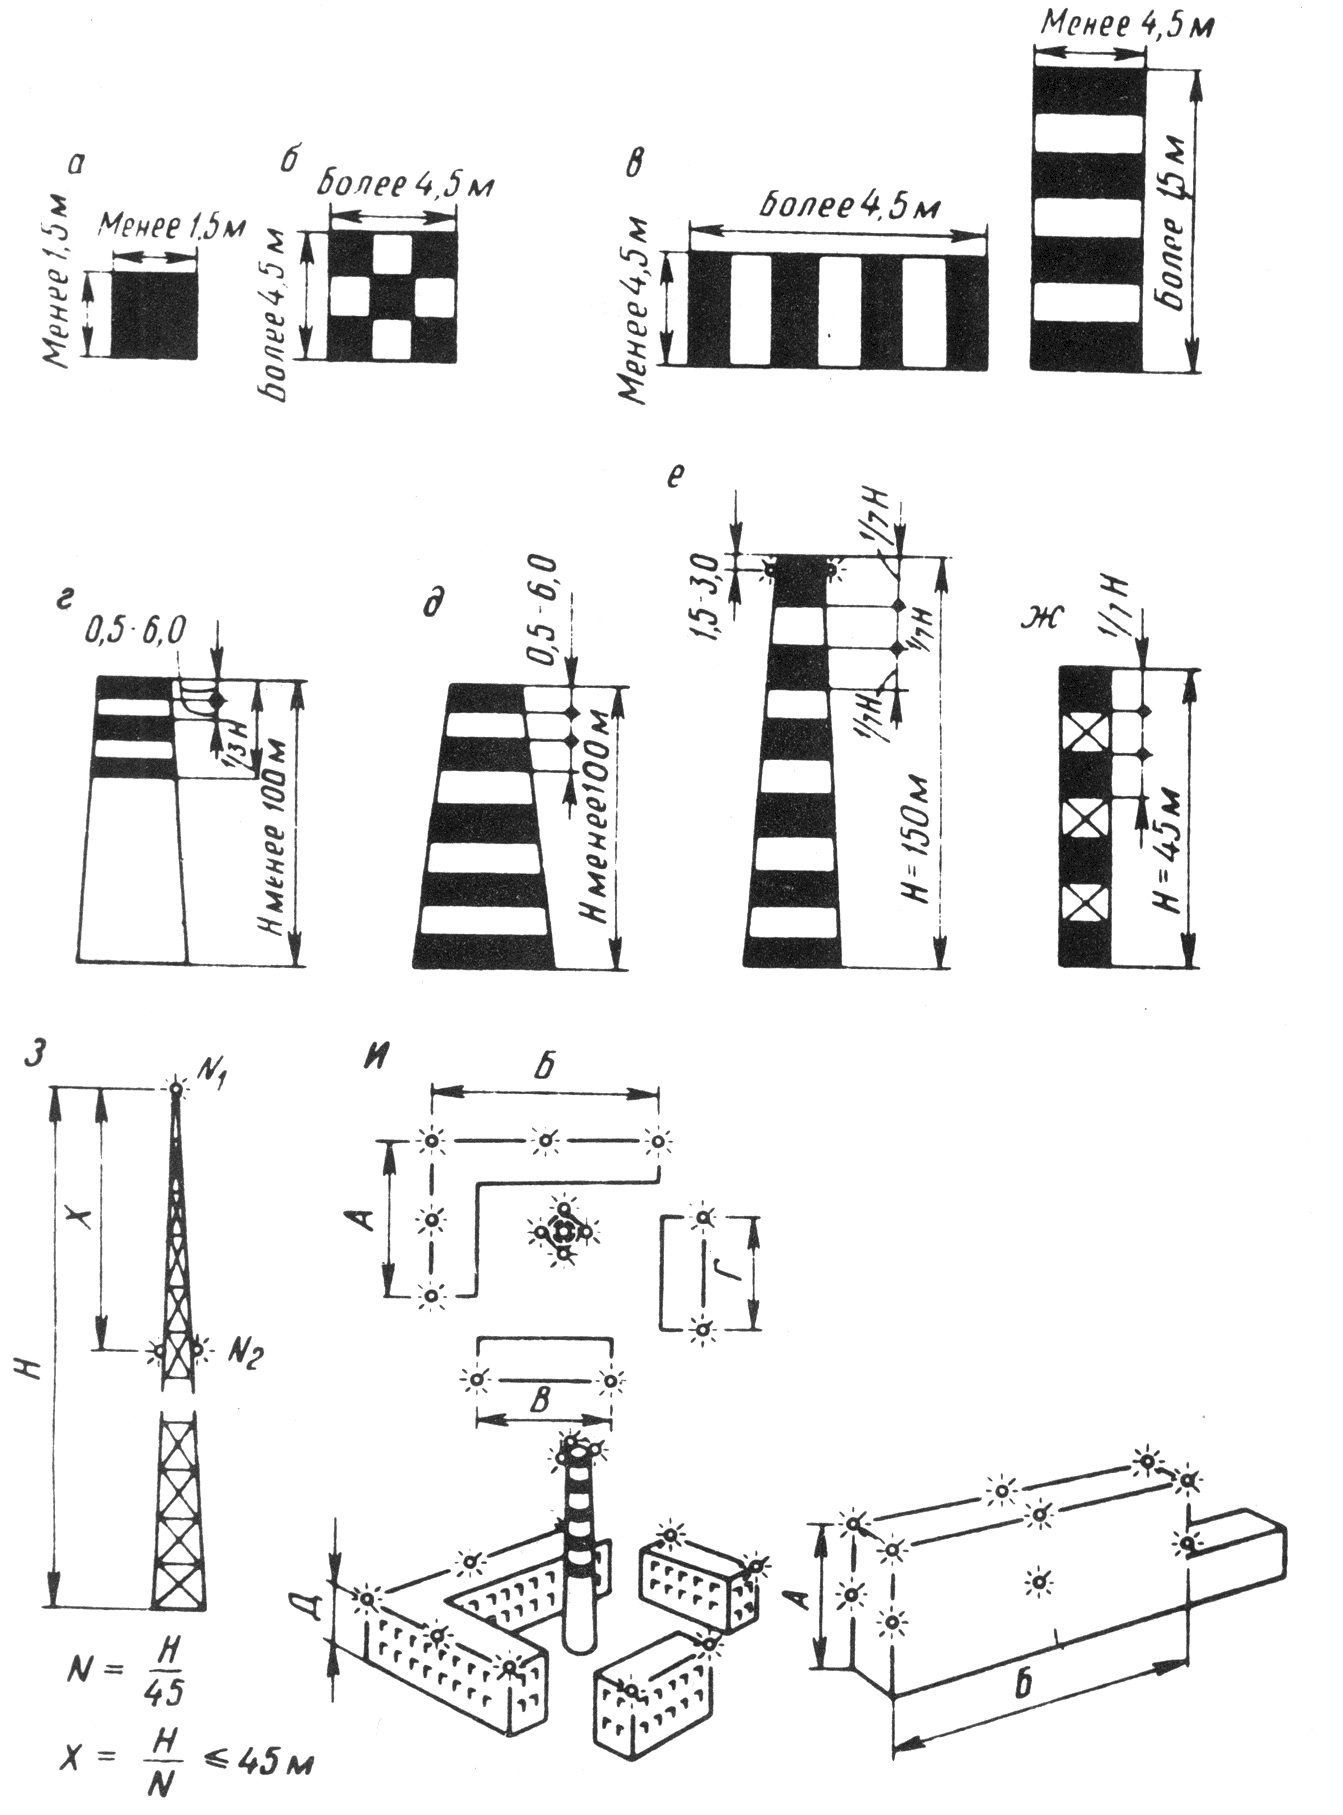 Менее 4,5 м
Более 15 м
а
Менее 1,5 м
Менее 1,5 м
б
Более 4,5 м
Более 4,5 м
в
Более 4,5 м
Менее 4,5 м
г
0,5-6,0
1/3 Н
Н менее 100 м
д
0,5-6,0
Н менее 100 м
е
1,5-3,0
1/7 Н
1/7 Н
1/7 Н
Н = 150 м
ж
1/7 Н
Н = 45 м
з
N1
X
N2
Н
N = Н/45
X = Н/N ≤ 45 м
и
Б
А
Г
В
Д
А
Б